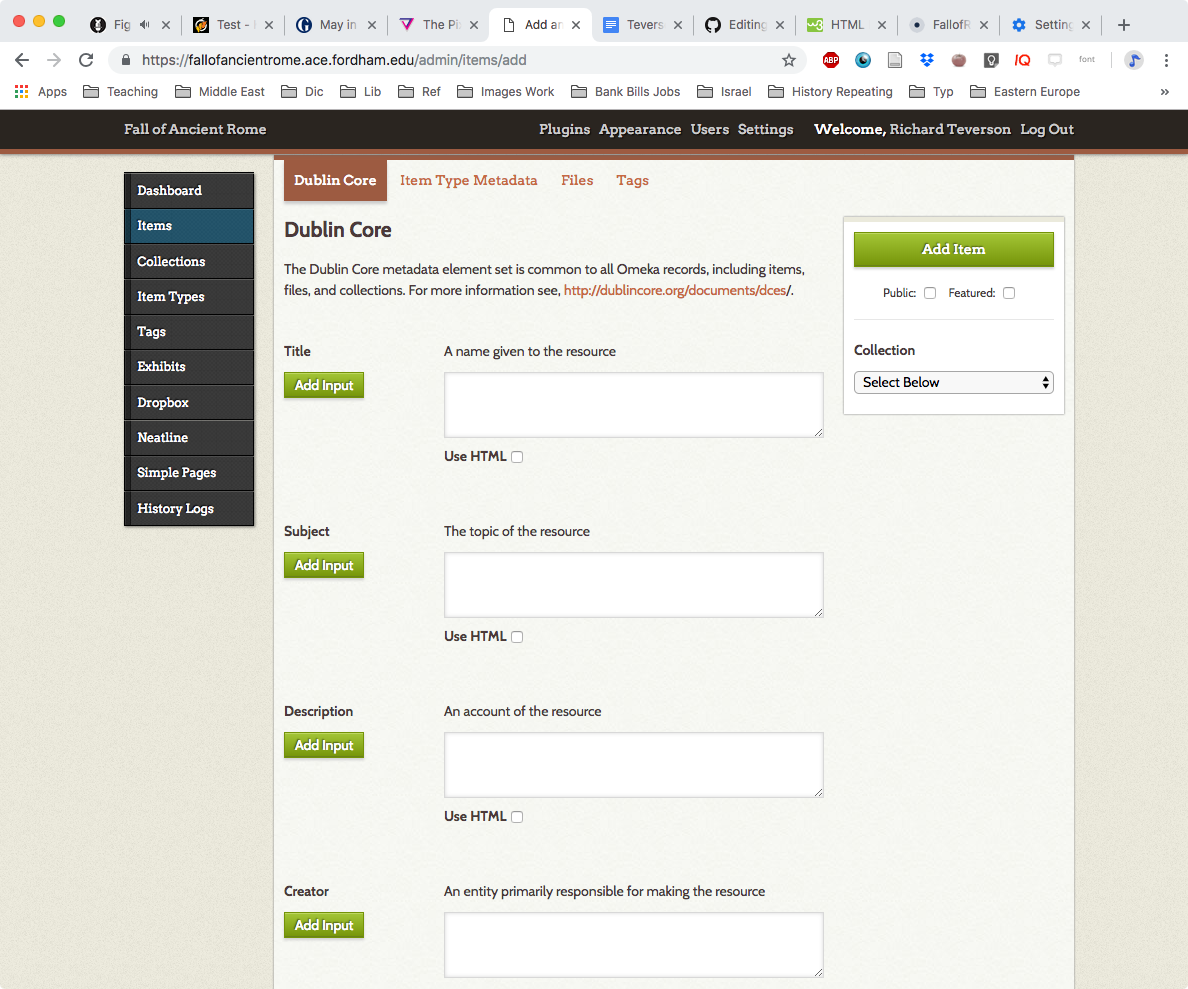 Fig
Test -
May in
The Pi
Add an
Tevers
Editing
HTML
FallofR
Setting
https://fallofancientrome.ace.fordham.edu/admin/items/add
ABP
IQ
font
Apps
Teaching
Middle East
Dic
Lib
Ref
Images Work
Bank Bills Jobs
Israel
History Repeating
Typ
Eastern Europe
»
Fall of Ancient Rome
Plugins Appearance Users Settings Welcome, Richard Teverson Log Out
Dashboard
Items
Collections
Item Types
Tags
Exhibits
Dropbox
Neatline
Simple Pages
History Logs
Dublin Core Item Type Metadata Files Tags
Dublin Core
The Dublin Core metadata element set is common to all Omeka records, including items,
files, and collections. For more information see, http://dublincore.org/documents/dces/.
Title
A name given to the resource
Add Input
Use HTML
Subject
The topic of the resource
Add Input
Use HTML
Description
An account of the resource
Add Input
Use HTML
Creator
An entity primarily responsible for making the resource
Add Input
Add Item
Public: Featured:
Collection
Select Below